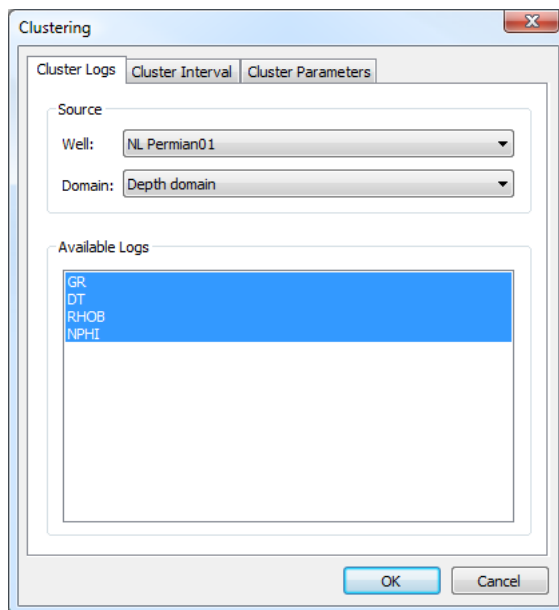 Clustering
Cluster Logs Cluster Interval Cluster Parameters
Source
Well: NL Permian01
Domain: Depth domain
Available Logs
GR
DT
RHOB
NPHI
OK Cancel